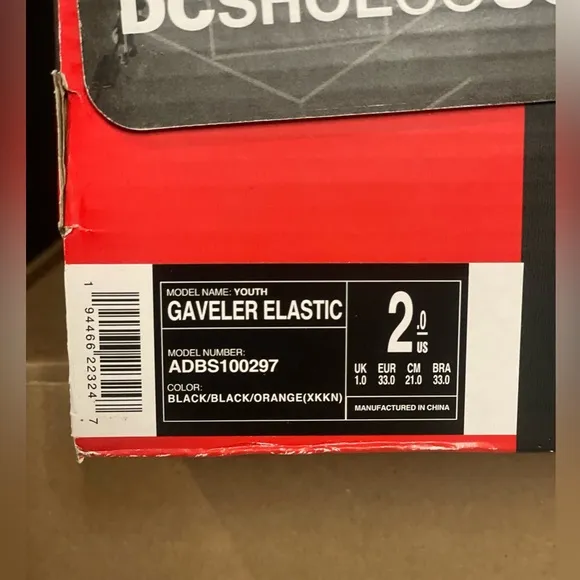 DCSHOES
MODEL NAME: YOUTH
GAVELER ELASTIC
MODEL NUMBER:
ADBS100297
COLOR:
BLACK/BLACK/ORANGE(XKKN)
2.0
US
UK EUR CM BRA
1.0 33.0 21.0 33.0
MANUFACTURED IN CHINA
1 94466 22324 7